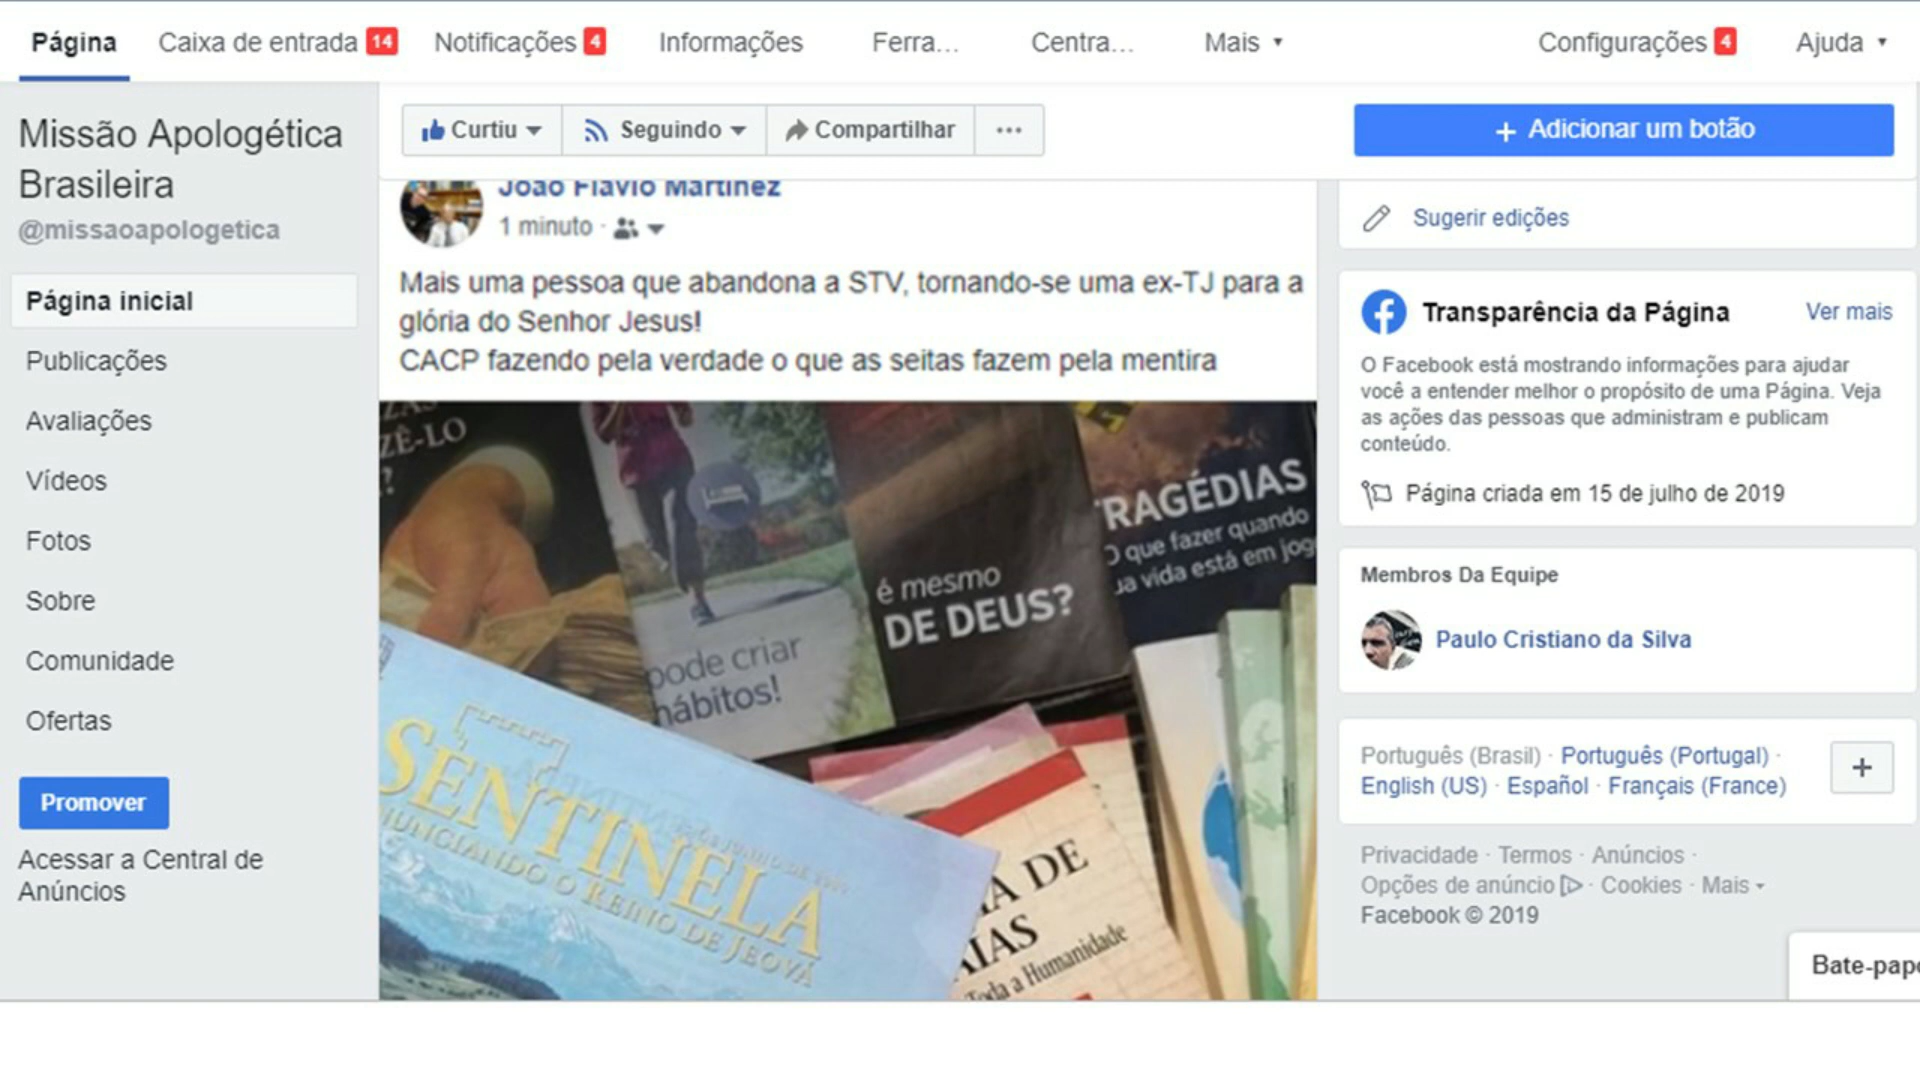 Página Caixa de entrada 14 Notificações 4 Informações Ferra... Centra... Mais Configurações 4 Ajuda
Missão Apologética
Brasileira
@missaoapologetica
Página inicial
Publicações
Avaliações
Vídeos
Fotos
Sobre
Comunidade
Ofertas
Promover
Acessar a Central de
Anúncios
Curtiu Seguindo Compartilhar ...
+ Adicionar um botão
João Flávio Martinez
1 minuto ·
Mais uma pessoa que abandona a STV, tornando-se uma ex-TJ para a
glória do Senhor Jesus!
CACP fazendo pela verdade o que as seitas fazem pela mentira
ZÊ-LO
?
pode criar
hábitos!
é mesmo
DE DEUS?
TRAGÉDIAS
O que fazer quando
ua vida está em jog
SENTINELA
NUNCIANDO O REINO DE JEOVÁ
IA DE
AÍAS
Toda a Humanidade
Sugerir edições
Transparência da Página Ver mais
O Facebook está mostrando informações para ajudar
você a entender melhor o propósito de uma Página. Veja
as ações das pessoas que administram e publicam
conteúdo.
Página criada em 15 de julho de 2019
Membros Da Equipe
Paulo Cristiano da Silva
Português (Brasil) · Português (Portugal) ·
English (US) · Español · Français (France)
+
Privacidade · Termos · Anúncios ·
Opções de anúncio · Cookies · Mais
Facebook © 2019
Bate-papo